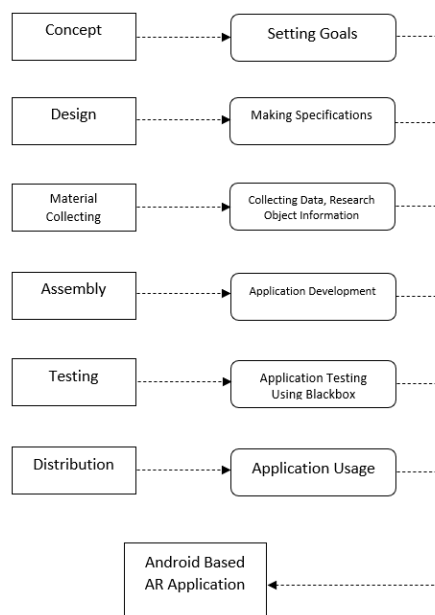 Concept
Setting Goals
Design
Making Specifications
Material
Collecting
Collecting Data, Research
Object Information
Assembly
Application Development
Testing
Application Testing
Using Blackbox
Distribution
Application Usage
Android Based
AR Application